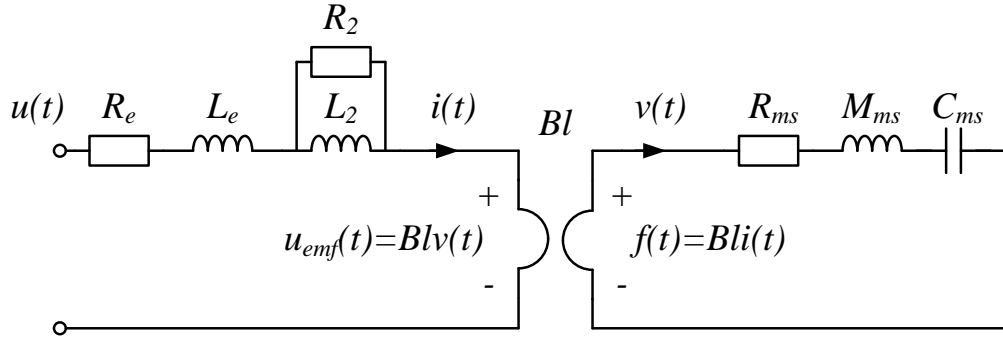 R2
u(t) Re Le L2 i(t) Bl v(t) Rms Mms Cms
+ +
uemf(t)=Blv(t) f(t)=Bli(t)
- -